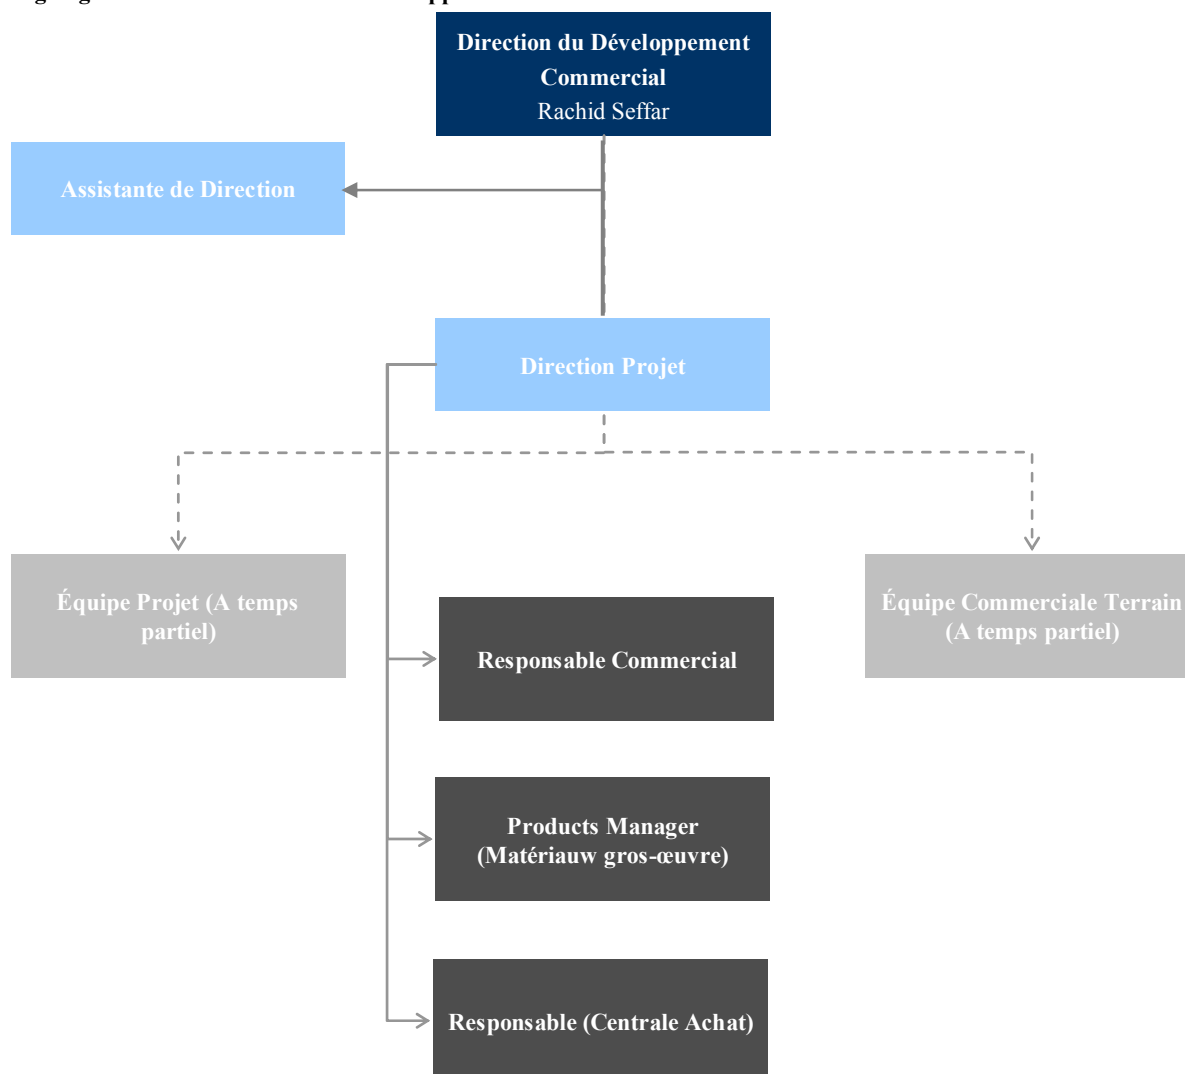 Direction du Développement
Commercial
Rachid Seffar
Assistante de Direction
Direction Projet
Équipe Projet (A temps
partiel)
Équipe Commerciale Terrain
(A temps partiel)
Responsable Commercial
Products Manager
(Matériauw gros-œuvre)
Responsable (Centrale Achat)